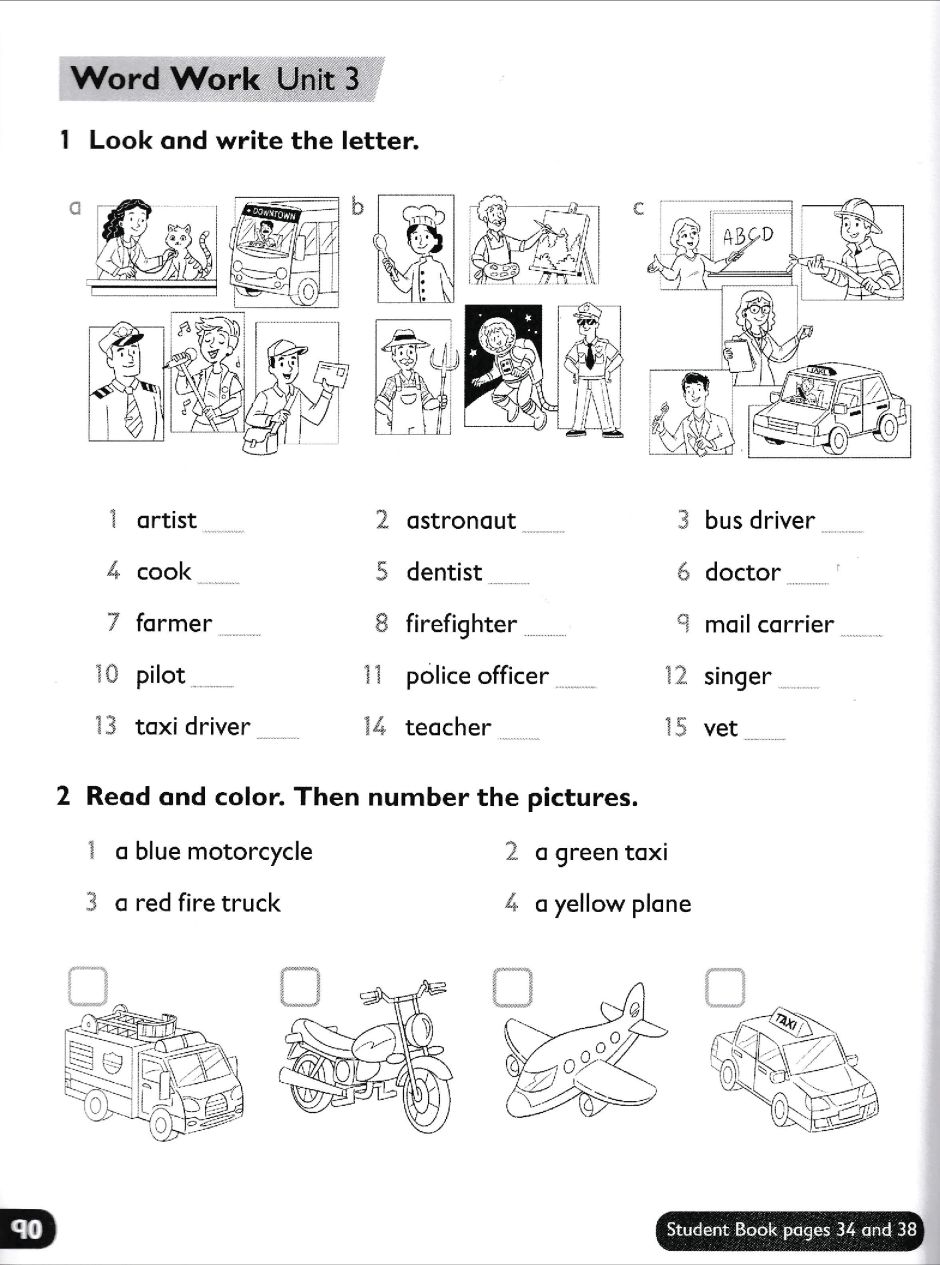 Word Work Unit 3
1 Look and write the letter.
a
DOWNTOWN
b
c
ABCD
TAXI
1 artist ____ 2 astronaut ____ 3 bus driver ____
4 cook ____ 5 dentist ____ 6 doctor ____
7 farmer ____ 8 firefighter ____ 9 mail carrier ____
10 pilot ____ 11 police officer ____ 12 singer ____
13 taxi driver ____ 14 teacher ____ 15 vet ____
2 Read and color. Then number the pictures.
1 a blue motorcycle 2 a green taxi
3 a red fire truck 4 a yellow plane
TAXI
90
Student Book pages 34 and 38